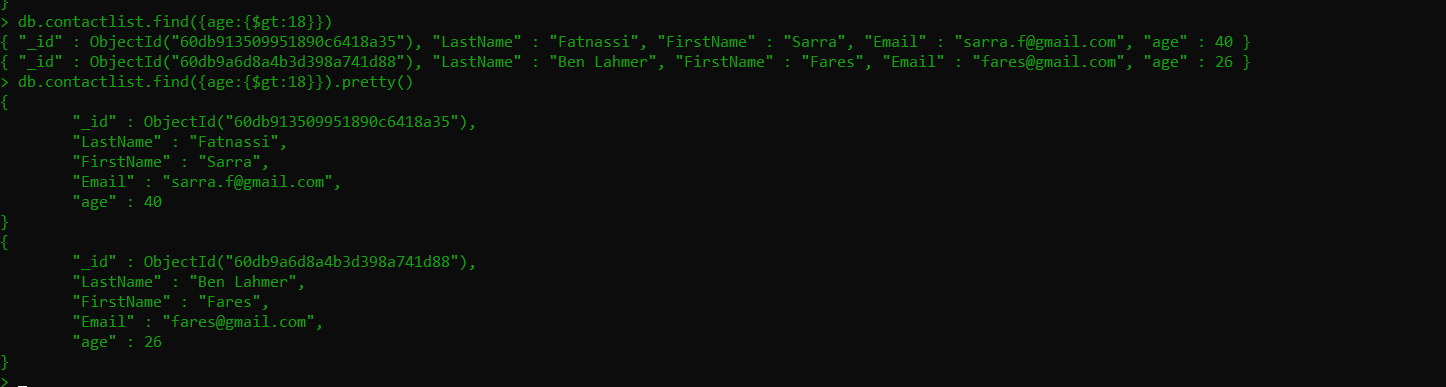 }
> db.contactlist.find({age:{$gt:18}})
{ "_id" : ObjectId("60db913509951890c6418a35"), "LastName" : "Fatnassi", "FirstName" : "Sarra", "Email" : "sarra.f@gmail.com", "age" : 40 }
{ "_id" : ObjectId("60db9a6d8a4b3d398a741d88"), "LastName" : "Ben Lahmer", "FirstName" : "Fares", "Email" : "fares@gmail.com", "age" : 26 }
> db.contactlist.find({age:{$gt:18}}).pretty()
{
        "_id" : ObjectId("60db913509951890c6418a35"),
        "LastName" : "Fatnassi",
        "FirstName" : "Sarra",
        "Email" : "sarra.f@gmail.com",
        "age" : 40
}
{
        "_id" : ObjectId("60db9a6d8a4b3d398a741d88"),
        "LastName" : "Ben Lahmer",
        "FirstName" : "Fares",
        "Email" : "fares@gmail.com",
        "age" : 26
}
> _